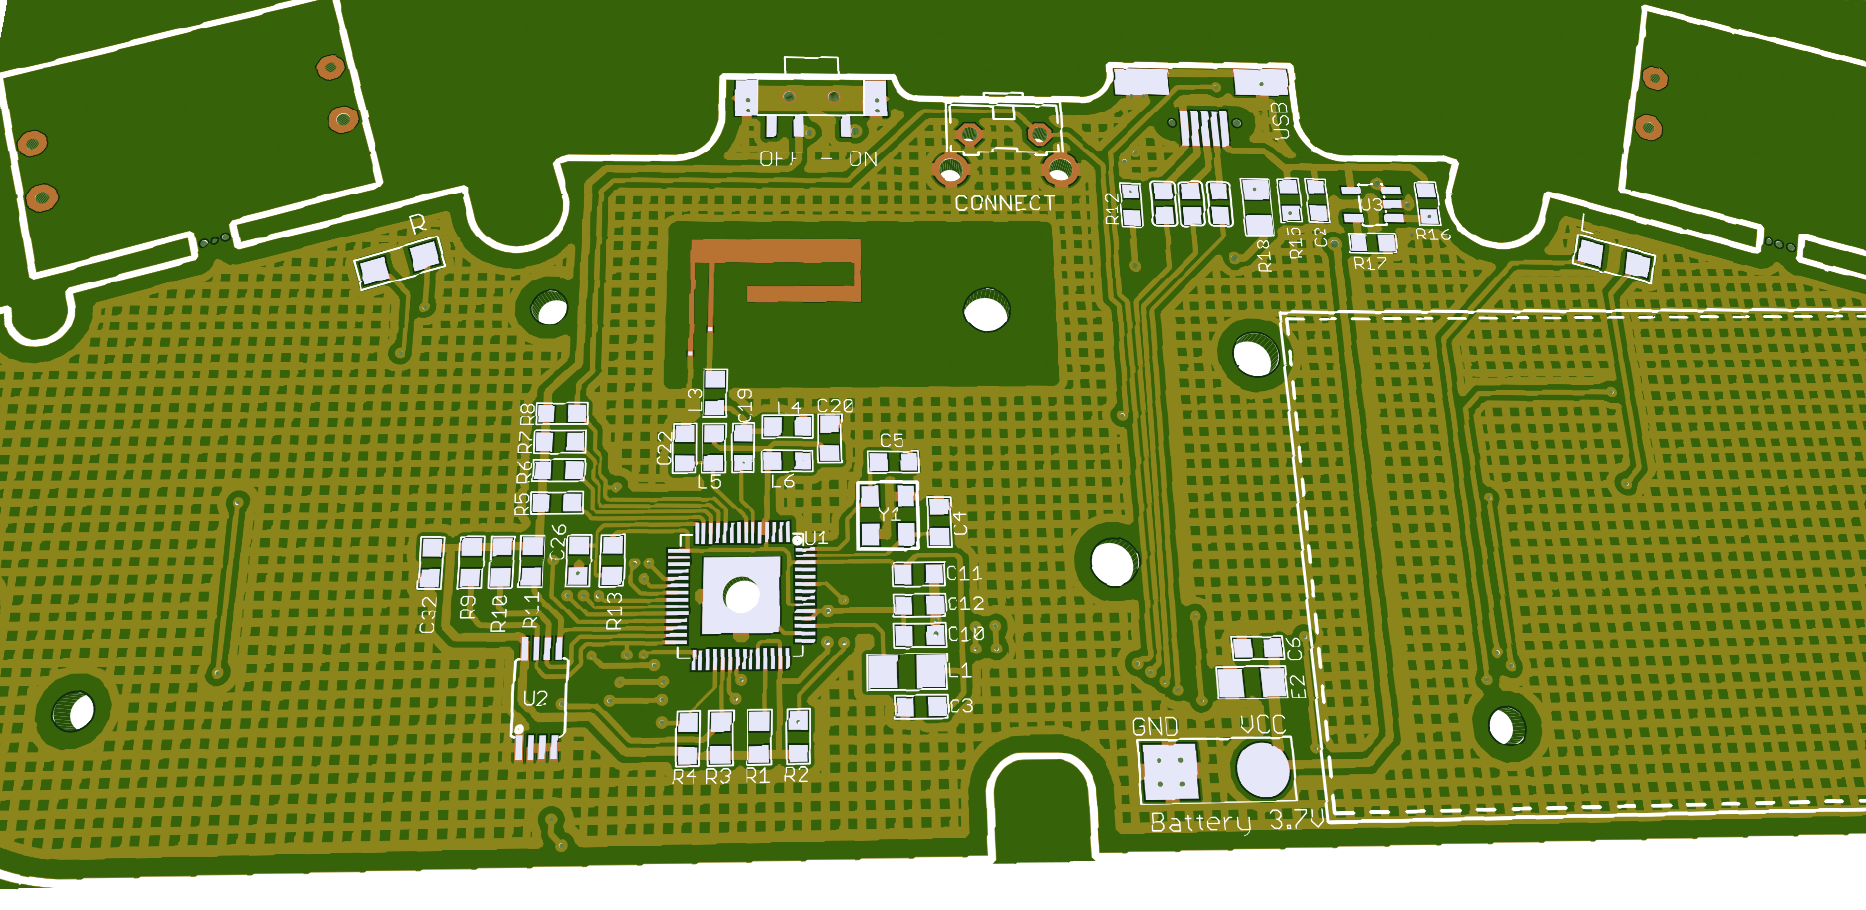 USB
OFF - ON
CONNECT
R12
R18
R15
C2
U3
R16
R17
R
L
L3
C19
L4
C20
R8
R7
R6
R5
C22
L5
L6
C5
Y1
C4
U1
C26
C32
R9
R10
R11
R13
C11
C12
C10
L1
C3
U2
C6
E2
R4
R3
R1
R2
GND
VCC
Battery 3.7V